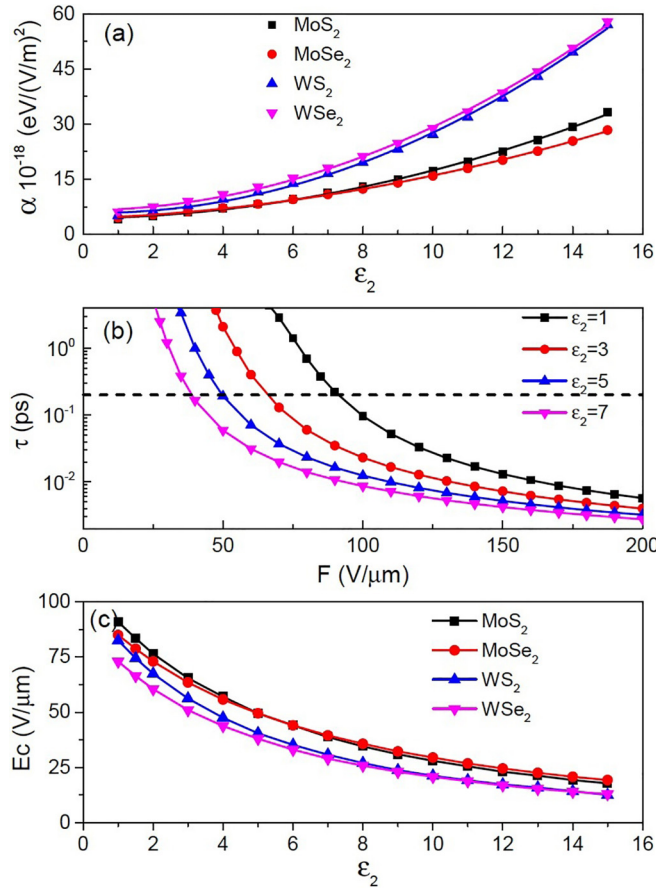 (a)
MoS₂
MoSe₂
WS₂
WSe₂
α 10⁻¹⁸ (eV/(V/m)²
60
45
30
15
0
0 2 4 6 8 10 12 14 16
ε₂
(b)
ε₂=1
ε₂=3
ε₂=5
ε₂=7
τ (ps)
10⁰
10⁻¹
10⁻²
0 50 100 150 200
F (V/μm)
(c)
MoS₂
MoSe₂
WS₂
WSe₂
Ec (V/μm)
100
75
50
25
0
0 2 4 6 8 10 12 14 16
ε₂